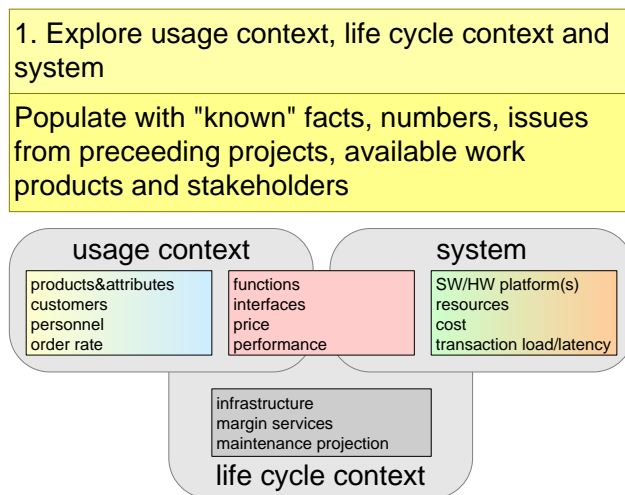 1. Explore usage context, life cycle context and
system
Populate with "known" facts, numbers, issues
from preceeding projects, available work
products and stakeholders
usage context
system
products&attributes
customers
personnel
order rate
functions
interfaces
price
performance
SW/HW platform(s)
resources
cost
transaction load/latency
infrastructure
margin services
maintenance projection
life cycle context